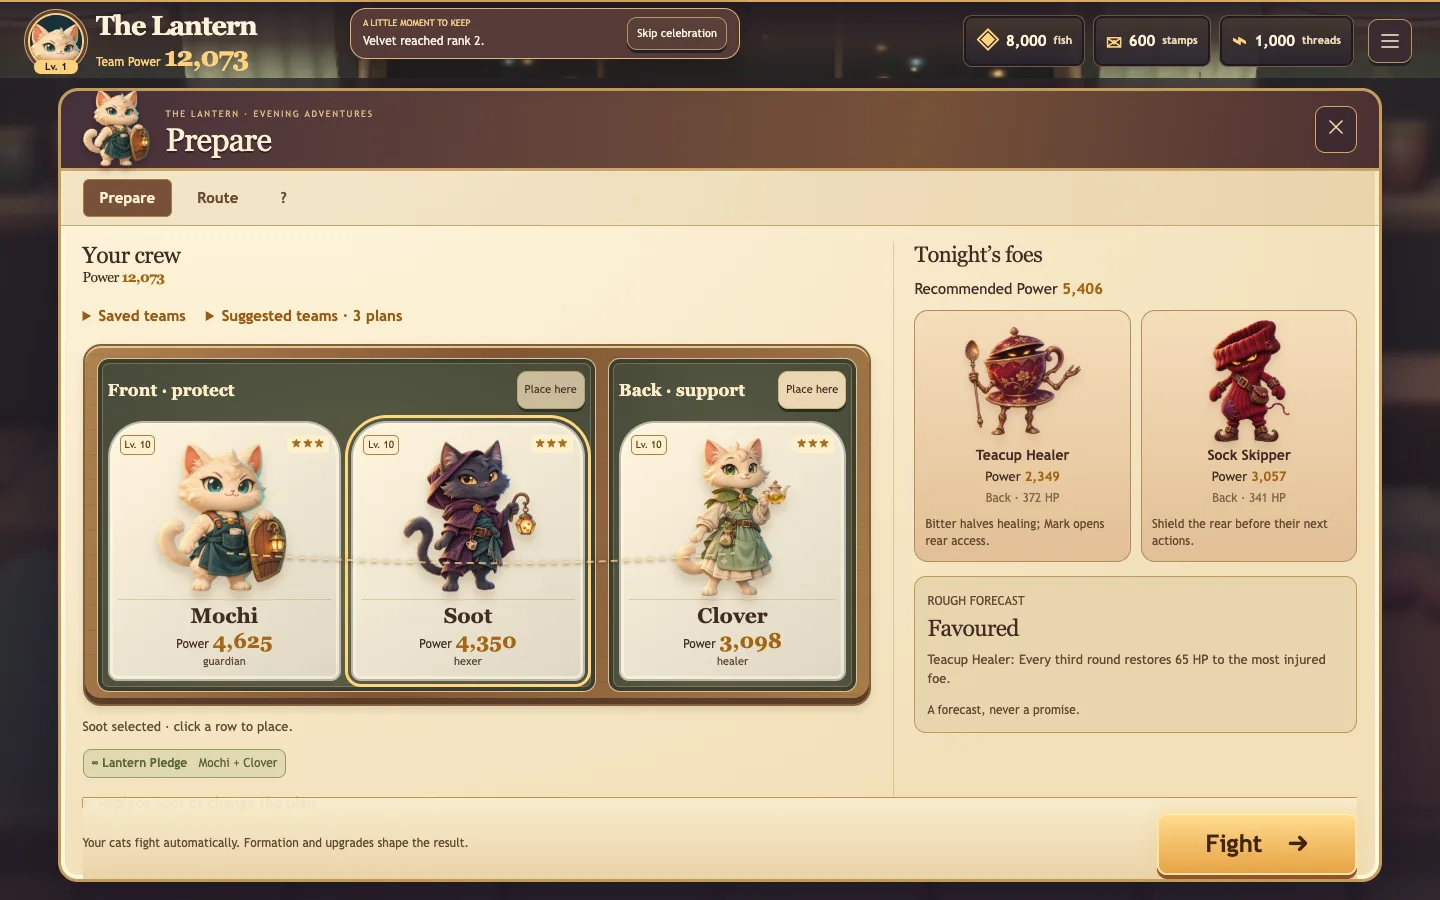 The Lantern
Team Power 12,073
Lv. 1
A LITTLE MOMENT TO KEEP
Velvet reached rank 2.
Skip celebration
8,000 fish
600 stamps
1,000 threads
THE LANTERN · EVENING ADVENTURES
Prepare
Prepare
Route
?
Your crew
Power 12,073
Saved teams
Suggested teams · 3 plans
Front · protect
Place here
Back · support
Place here
Lv. 10
Mochi
Power 4,625
guardian
Lv. 10
Soot
Power 4,350
hexer
Lv. 10
Clover
Power 3,098
healer
Soot selected · click a row to place.
Lantern Pledge Mochi + Clover
Replace Soot or change the plan
Tonight's foes
Recommended Power 5,406
Teacup Healer
Power 2,349
Back · 372 HP
Bitter halves healing; Mark opens
rear access.
Sock Skipper
Power 3,057
Back · 341 HP
Shield the rear before their next
actions.
ROUGH FORECAST
Favoured
Teacup Healer: Every third round restores 65 HP to the most injured
foe.
A forecast, never a promise.
Your cats fight automatically. Formation and upgrades shape the result.
Fight